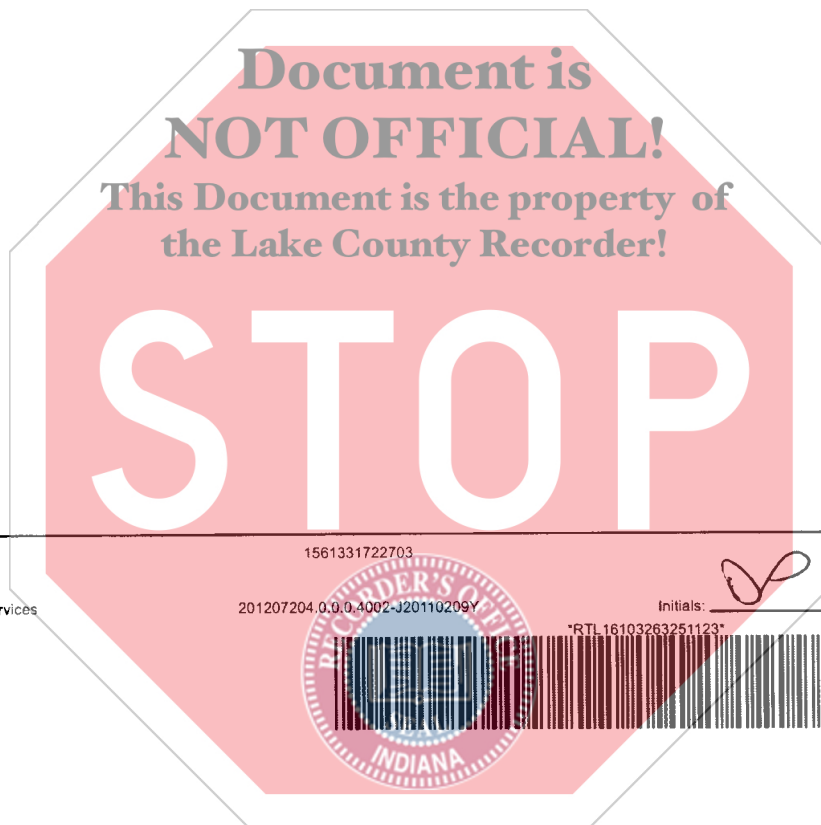 Document is
NOT OFFICIAL!
This Document is the property of
the Lake County Recorder!
STOP
1561331722703
rvices
201207204.0.0.0.4002-J20110209Y
Initials:
*RTL16103263251123*
RECORDER'S OFFICE
SEAL
INDIANA